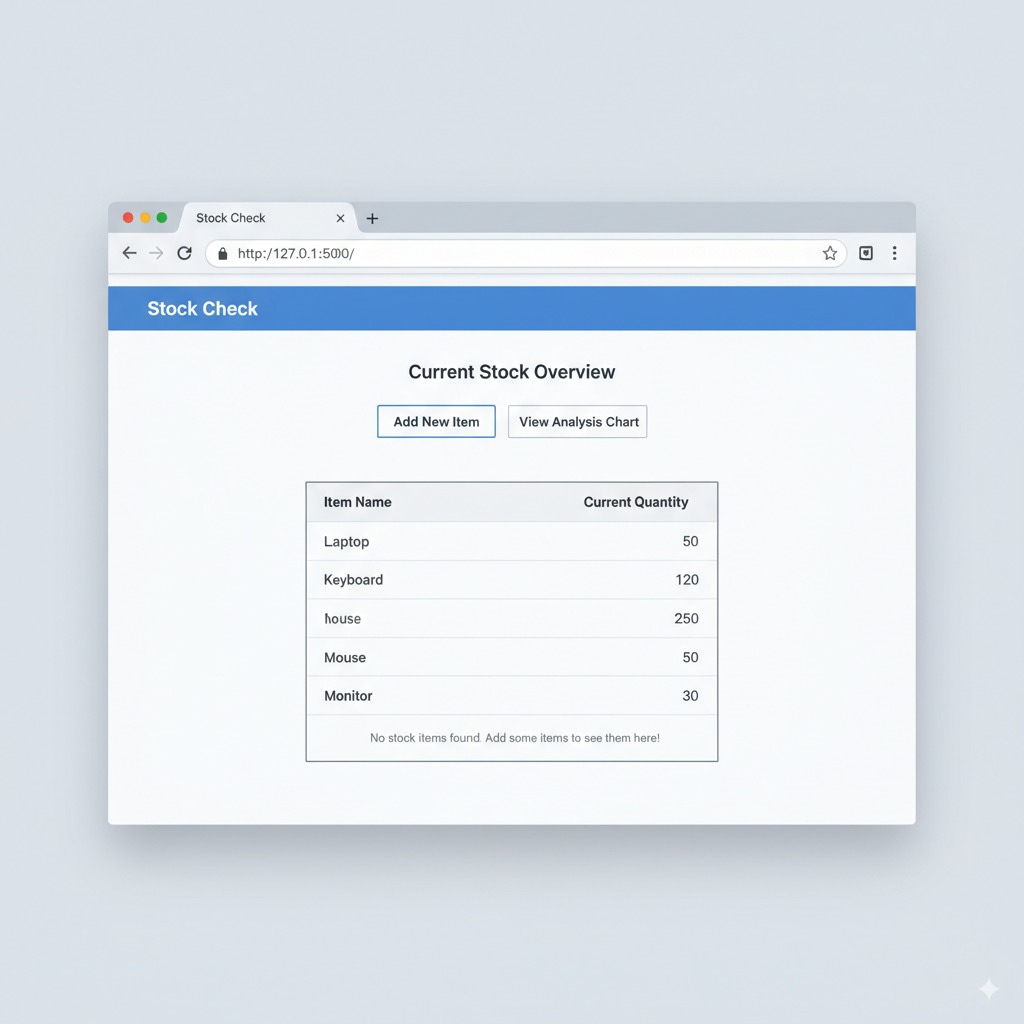 Stock Check
http:/127.0.1:5000/
Stock Check
Current Stock Overview
Add New Item View Analysis Chart
Item Name Current Quantity
Laptop 50
Keyboard 120
house 250
Mouse 50
Monitor 30
No stock items found. Add some items to see them here!